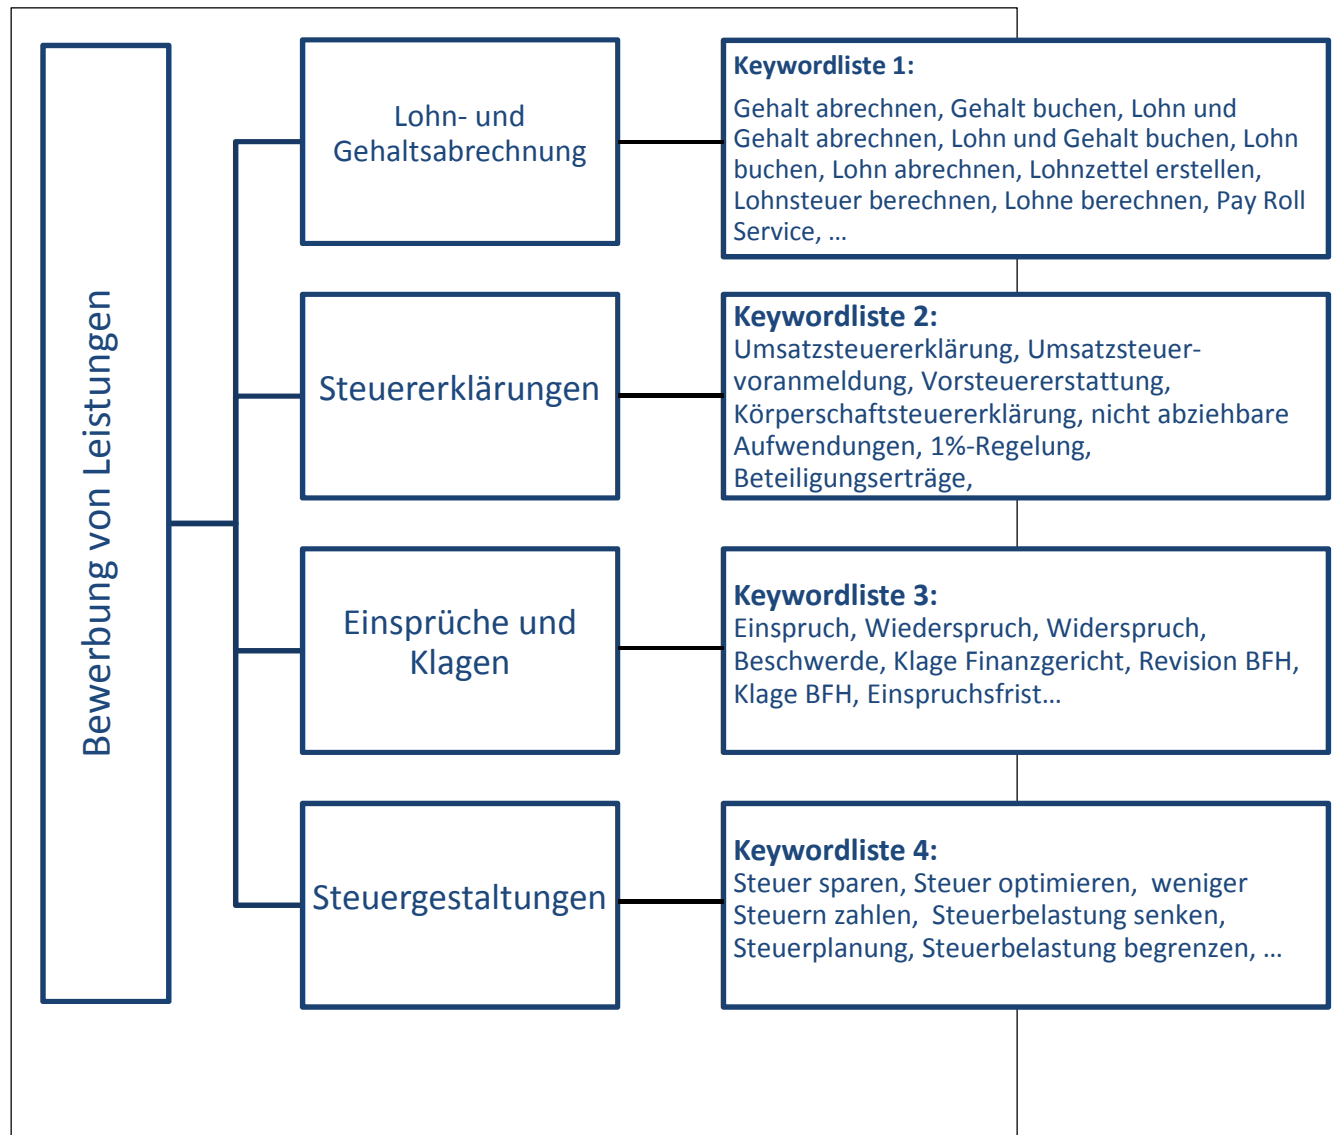 Bewerbung von Leistungen
Lohn- und
Gehaltsabrechnung
Keywordliste 1:
Gehalt abrechnen, Gehalt buchen, Lohn und
Gehalt abrechnen, Lohn und Gehalt buchen, Lohn
buchen, Lohn abrechnen, Lohnzettel erstellen,
Lohnsteuer berechnen, Lohne berechnen, Pay Roll
Service, …
Steuererklärungen
Keywordliste 2:
Umsatzsteuererklärung, Umsatzsteuer-
voranmeldung, Vorsteuererstattung,
Körperschaftsteuererklärung, nicht abziehbare
Aufwendungen, 1%-Regelung,
Beteiligungserträge,
Einsprüche und
Klagen
Keywordliste 3:
Einspruch, Wiederspruch, Widerspruch,
Beschwerde, Klage Finanzgericht, Revision BFH,
Klage BFH, Einspruchsfrist…
Steuergestaltungen
Keywordliste 4:
Steuer sparen, Steuer optimieren,  weniger
Steuern zahlen,  Steuerbelastung senken,
Steuerplanung, Steuerbelastung begrenzen, …